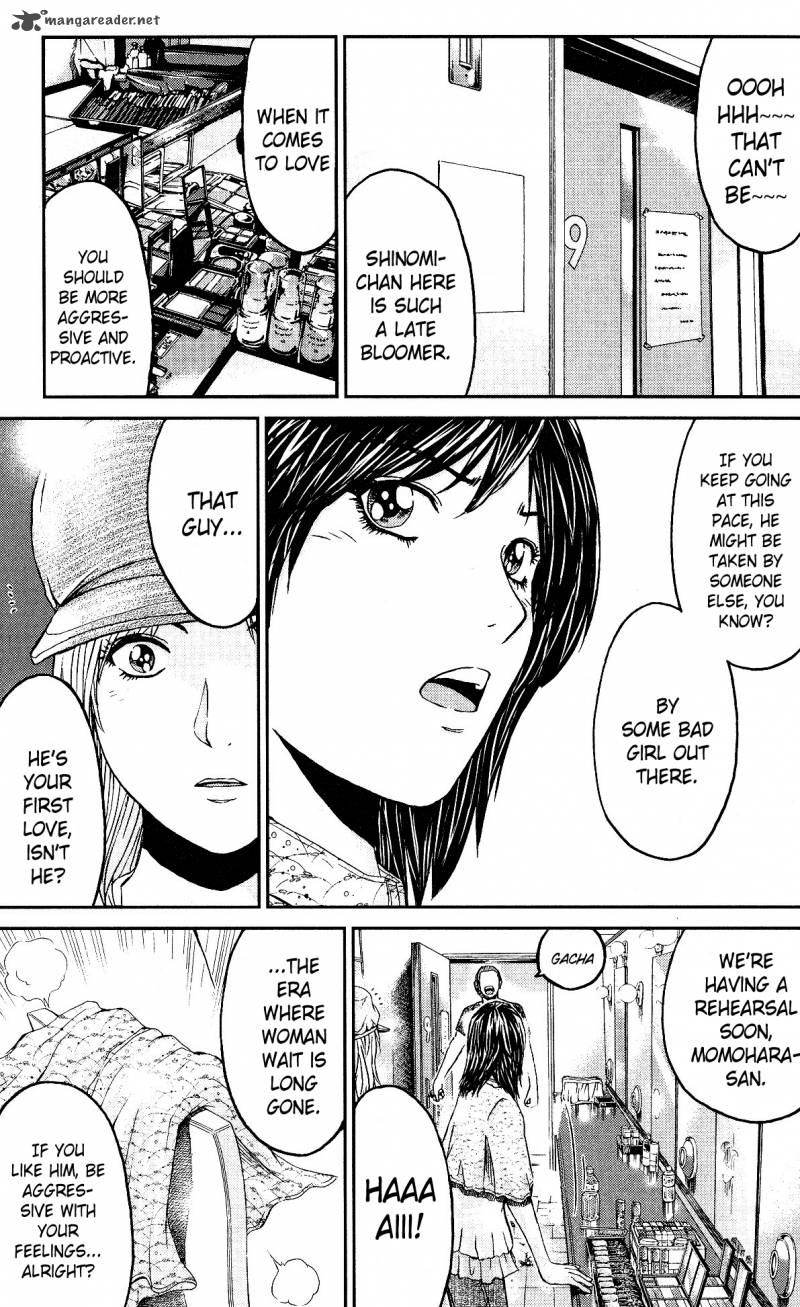 mangareader.net
OOOH
HHH~~~
THAT
CAN'T
BE~~~
9
SHINOMI-
CHAN HERE
IS SUCH
A LATE
BLOOMER.
WHEN IT
COMES
TO LOVE
YOU
SHOULD
BE MORE
AGGRES-
SIVE AND
PROACTIVE.
IF YOU
KEEP GOING
AT THIS
PACE, HE
MIGHT BE
TAKEN BY
SOMEONE
ELSE, YOU
KNOW?
BY
SOME BAD
GIRL OUT
THERE.
THAT
GUY...
HE'S
YOUR
FIRST
LOVE,
ISN'T
HE?
WE'RE
HAVING A
REHEARSAL
SOON,
MOMOHARA-
SAN.
GACHA
9
HAAA
AIII!
...THE
ERA
WHERE
WOMAN
WAIT IS
LONG
GONE.
IF YOU
LIKE HIM, BE
AGGRES-
SIVE WITH
YOUR
FEELINGS...
ALRIGHT?